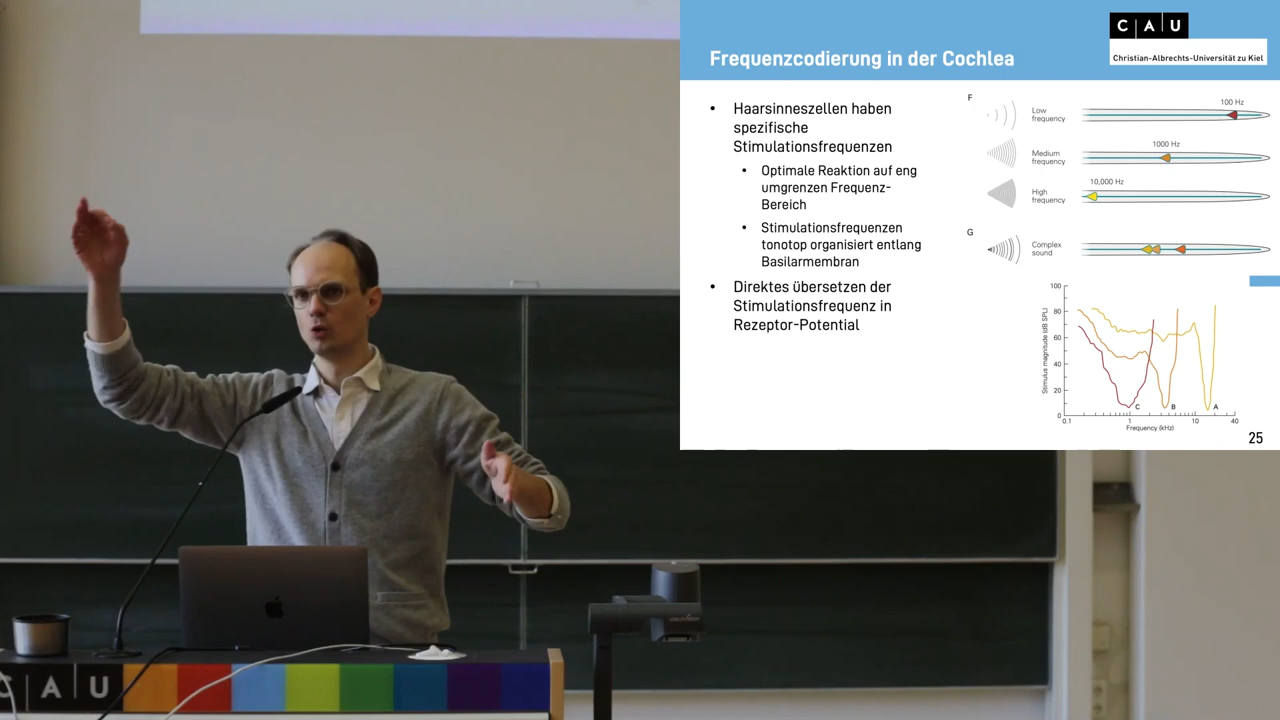 Frequenzcodierung in der Cochlea
CAU
Christian-Albrechts-Universität zu Kiel
• Haarsinneszellen haben
spezifische
Stimulationsfrequenzen
• Optimale Reaktion auf eng
umgrenzen Frequenz-
Bereich
• Stimulationsfrequenzen
tonotop organisiert entlang
Basilarmembran
• Direktes übersetzen der
Stimulationsfrequenz in
Rezeptor-Potential
F
Low
frequency
100 Hz
Medium
frequency
1000 Hz
High
frequency
10,000 Hz
G
Complex
sound
Stimulus magnitude (dB SPL)
100
80
60
40
20
0
C
B
A
0.1
1
10
40
Frequency (kHz)
25
CAU